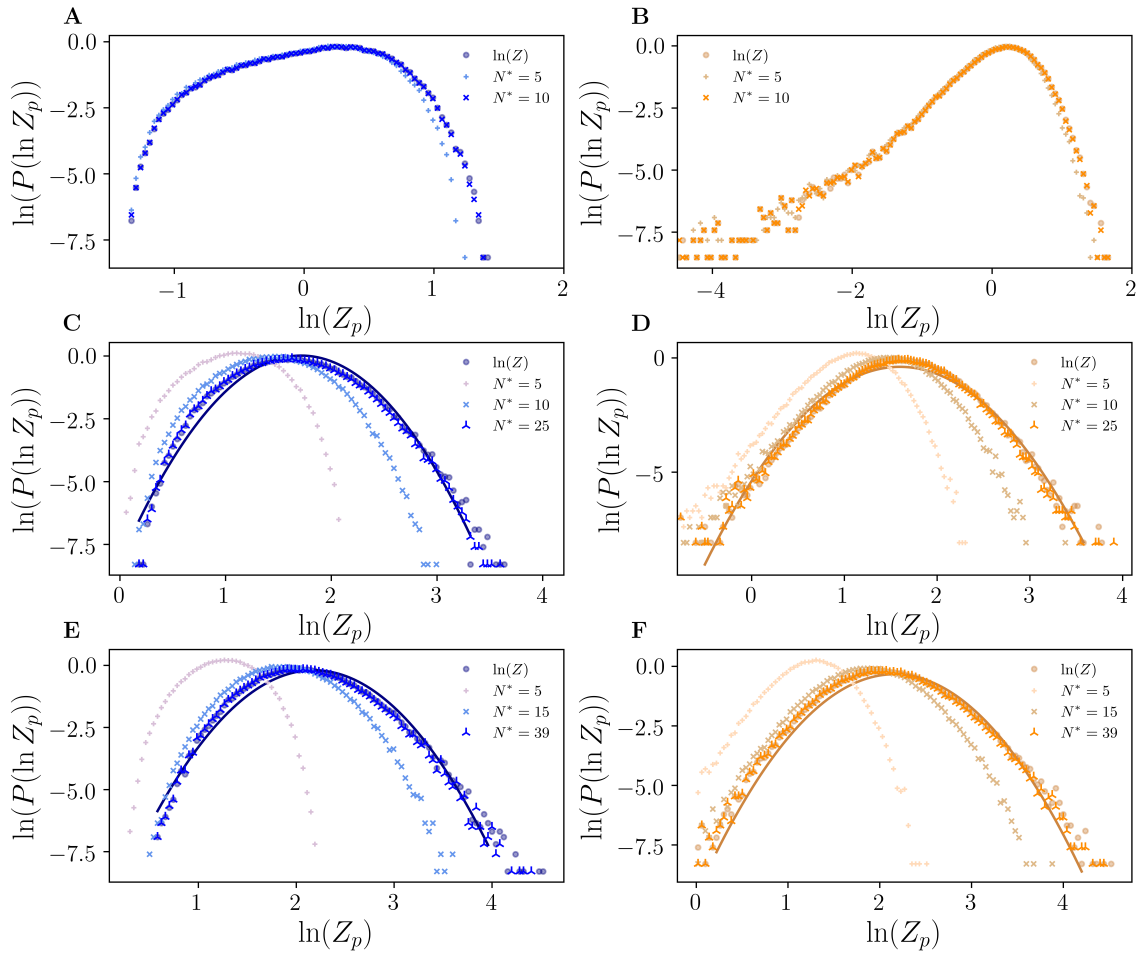 A
B
ln(P(ln Z_p))
0.0
−2.5
−5.0
−7.5
ln(Z)
N* = 5
N* = 10
−1
0
1
2
ln(Z_p)
ln(P(ln Z_p))
0.0
−2.5
−5.0
−7.5
ln(Z)
N* = 5
N* = 10
−4
−2
0
2
ln(Z_p)
C
D
ln(P(ln Z_p))
0.0
−2.5
−5.0
−7.5
ln(Z)
N* = 5
N* = 10
N* = 25
0
1
2
3
4
ln(Z_p)
ln(P(ln Z_p))
0
−5
ln(Z)
N* = 5
N* = 10
N* = 25
0
1
2
3
4
ln(Z_p)
E
F
ln(P(ln Z_p))
0.0
−2.5
−5.0
−7.5
ln(Z)
N* = 5
N* = 15
N* = 39
1
2
3
4
ln(Z_p)
ln(P(ln Z_p))
0.0
−2.5
−5.0
−7.5
ln(Z)
N* = 5
N* = 15
N* = 39
0
1
2
3
4
ln(Z_p)